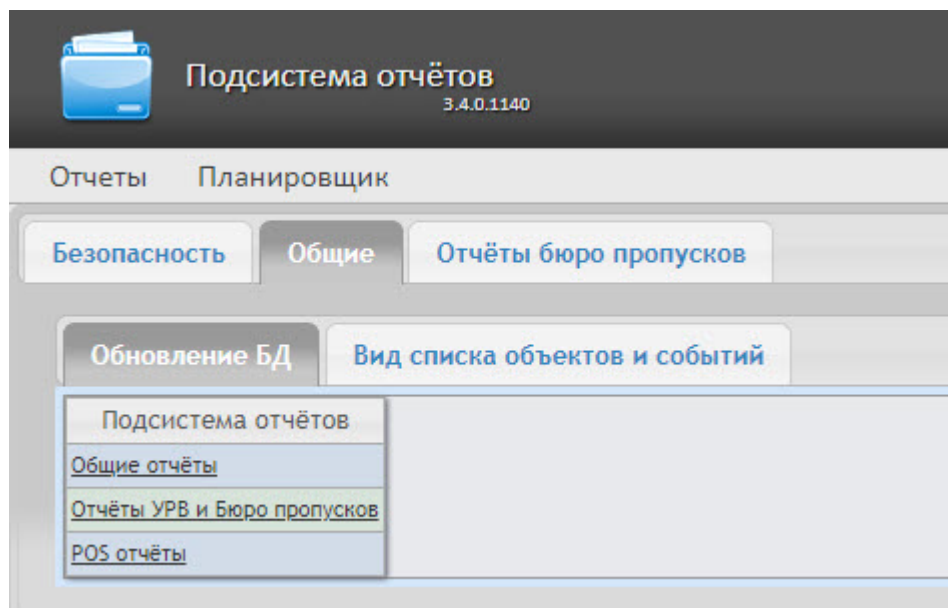 Подсистема отчётов
3.4.0.1140
Отчеты Планировщик
Безопасность Общие Отчёты бюро пропусков
Обновление БД Вид списка объектов и событий
Подсистема отчётов
Общие отчёты
Отчёты УРВ и Бюро пропусков
POS отчёты